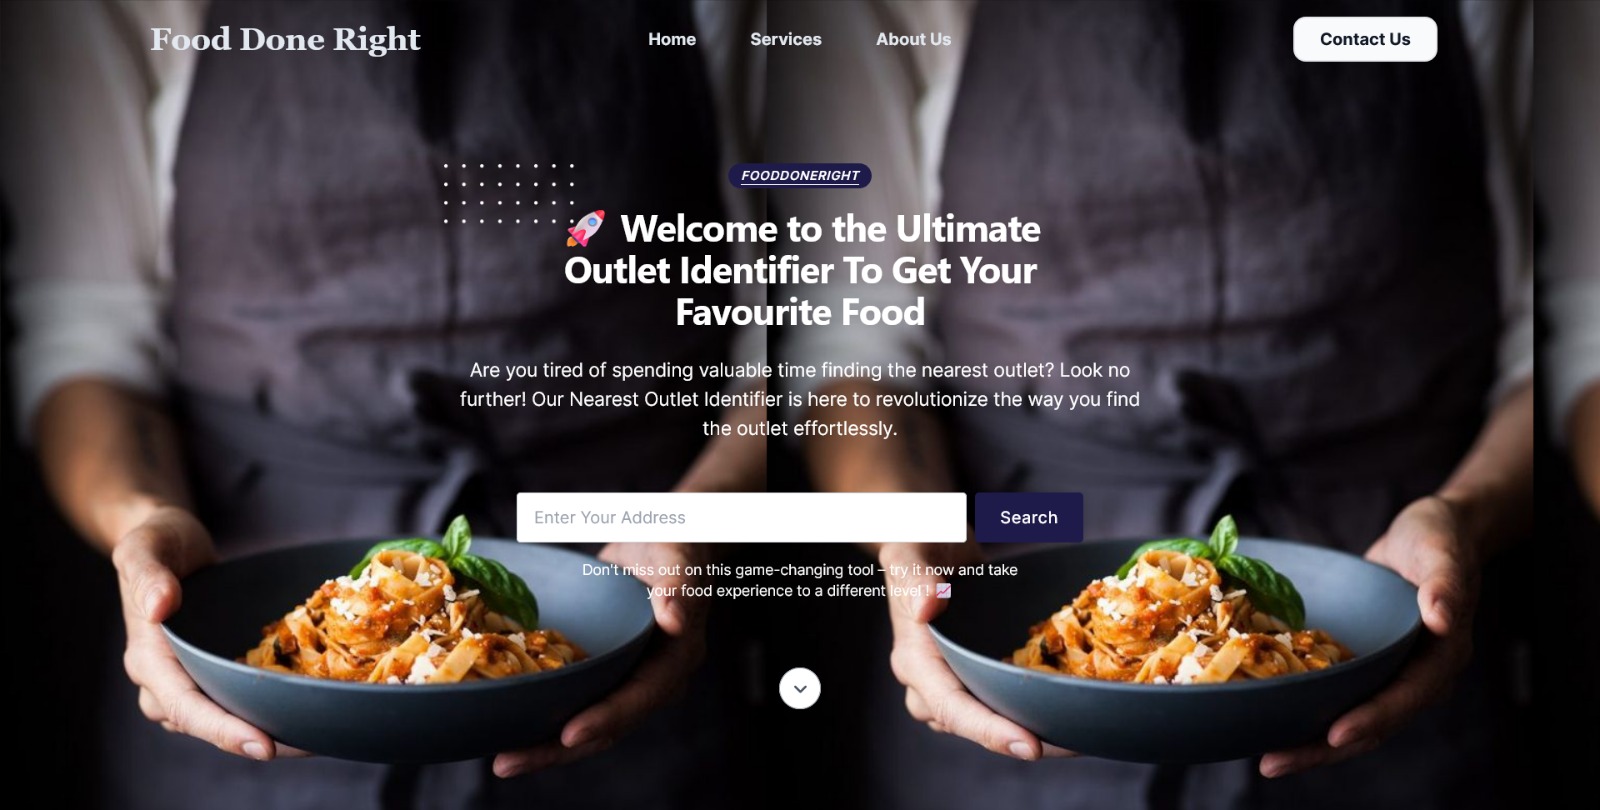 Food Done Right
Home
Services
About Us
Contact Us
FOODDONERIGHT
🚀 Welcome to the Ultimate
Outlet Identifier To Get Your
Favourite Food
Are you tired of spending valuable time finding the nearest outlet? Look no
further! Our Nearest Outlet Identifier is here to revolutionize the way you find
the outlet effortlessly.
Enter Your Address
Search
Don't miss out on this game-changing tool – try it now and take
your food experience to a different level ! 📈